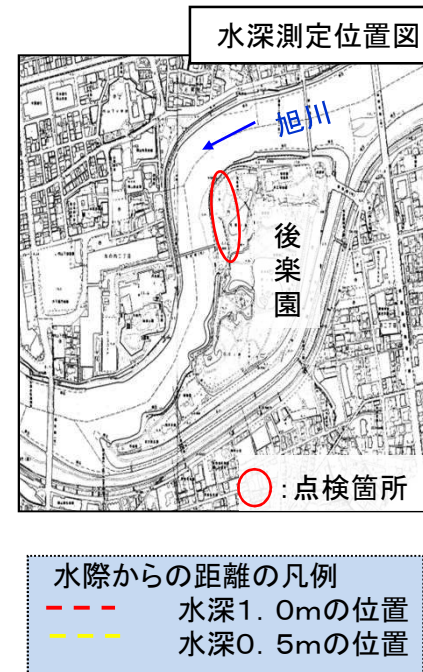 水深測定位置図
旭川
後楽園
:点検箇所
水際からの距離の凡例
水深1.0mの位置
水深0.5mの位置